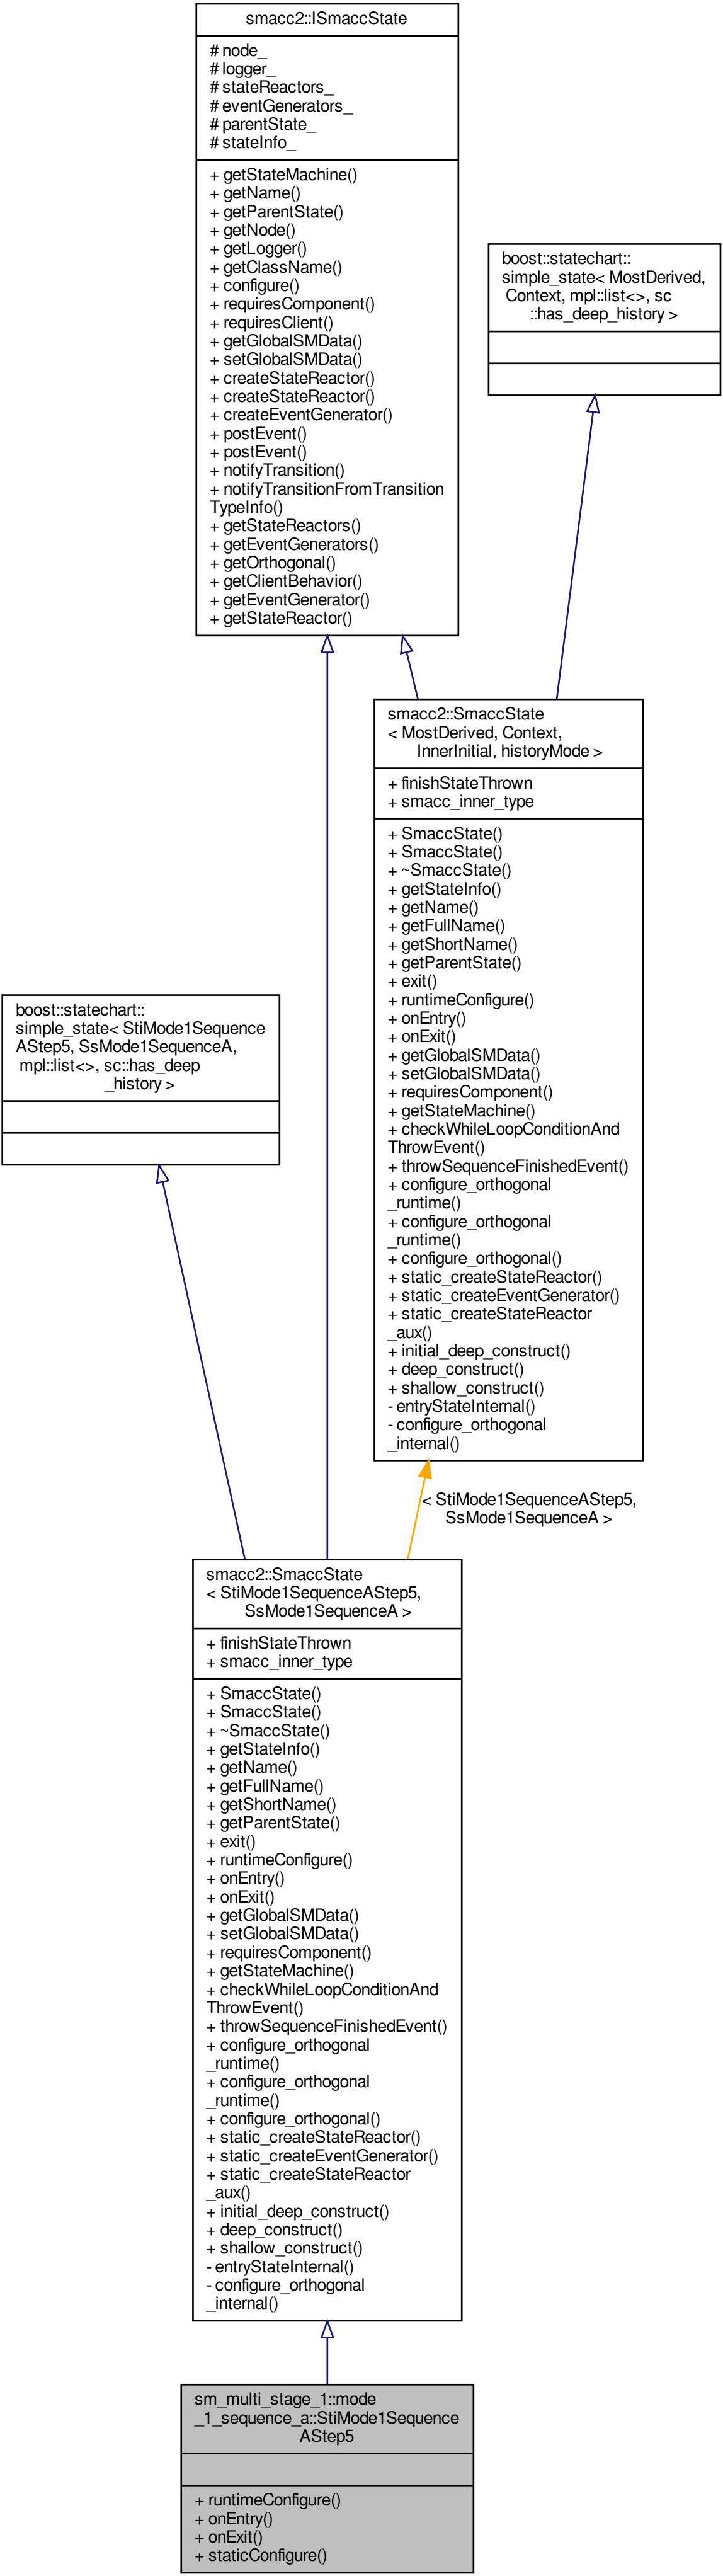 smacc2::ISmaccState
# node_
# logger_
# stateReactors_
# eventGenerators_
# parentState_
# stateInfo_
+ getStateMachine()
+ getName()
+ getParentState()
+ getNode()
+ getLogger()
+ getClassName()
+ configure()
+ requiresComponent()
+ requiresClient()
+ getGlobalSMData()
+ setGlobalSMData()
+ createStateReactor()
+ createStateReactor()
+ createEventGenerator()
+ postEvent()
+ postEvent()
+ notifyTransition()
+ notifyTransitionFromTransition
TypeInfo()
+ getStateReactors()
+ getEventGenerators()
+ getOrthogonal()
+ getClientBehavior()
+ getEventGenerator()
+ getStateReactor()
boost::statechart::
simple_state< MostDerived,
Context, mpl::list<>, sc
::has_deep_history >
smacc2::SmaccState
< MostDerived, Context,
InnerInitial, historyMode >
+ finishStateThrown
+ smacc_inner_type
+ SmaccState()
+ SmaccState()
+ ~SmaccState()
+ getStateInfo()
+ getName()
+ getFullName()
+ getShortName()
+ getParentState()
+ exit()
+ runtimeConfigure()
+ onEntry()
+ onExit()
+ getGlobalSMData()
+ setGlobalSMData()
+ requiresComponent()
+ getStateMachine()
+ checkWhileLoopConditionAnd
ThrowEvent()
+ throwSequenceFinishedEvent()
+ configure_orthogonal
_runtime()
+ configure_orthogonal
_runtime()
+ configure_orthogonal()
+ static_createStateReactor()
+ static_createEventGenerator()
+ static_createStateReactor
_aux()
+ initial_deep_construct()
+ deep_construct()
+ shallow_construct()
- entryStateInternal()
- configure_orthogonal
_internal()
boost::statechart::
simple_state< StiMode1Sequence
AStep5, SsMode1SequenceA,
mpl::list<>, sc::has_deep
_history >
< StiMode1SequenceAStep5,
SsMode1SequenceA >
smacc2::SmaccState
< StiMode1SequenceAStep5,
SsMode1SequenceA >
+ finishStateThrown
+ smacc_inner_type
+ SmaccState()
+ SmaccState()
+ ~SmaccState()
+ getStateInfo()
+ getName()
+ getFullName()
+ getShortName()
+ getParentState()
+ exit()
+ runtimeConfigure()
+ onEntry()
+ onExit()
+ getGlobalSMData()
+ setGlobalSMData()
+ requiresComponent()
+ getStateMachine()
+ checkWhileLoopConditionAnd
ThrowEvent()
+ throwSequenceFinishedEvent()
+ configure_orthogonal
_runtime()
+ configure_orthogonal
_runtime()
+ configure_orthogonal()
+ static_createStateReactor()
+ static_createEventGenerator()
+ static_createStateReactor
_aux()
+ initial_deep_construct()
+ deep_construct()
+ shallow_construct()
- entryStateInternal()
- configure_orthogonal
_internal()
sm_multi_stage_1::mode
_1_sequence_a::StiMode1Sequence
AStep5
+ runtimeConfigure()
+ onEntry()
+ onExit()
+ staticConfigure()